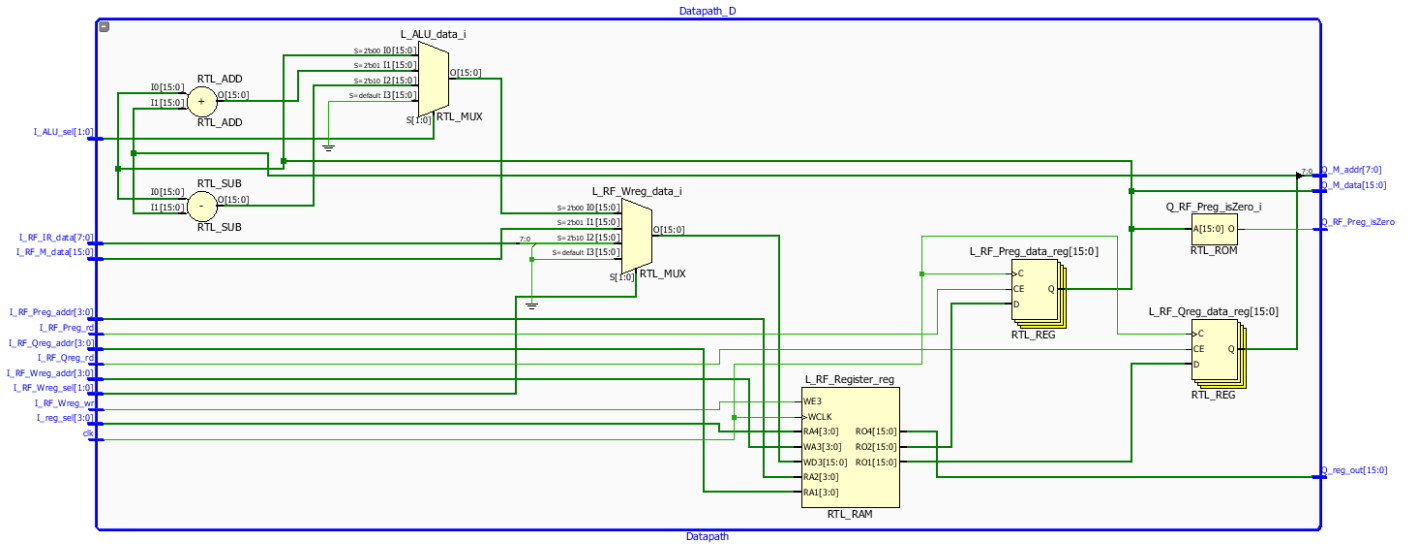 Datapath_D
L_ALU_data_i
S=2'b00 I0[15:0]
S=2'b01 I1[15:0]
S=2'b10 I2[15:0]
S=default I3[15:0]
O[15:0]
S[1:0]
RTL_MUX
RTL_ADD
I0[15:0]
I1[15:0]
+
O[15:0]
RTL_ADD
I_ALU_sel[1:0]
RTL_SUB
I0[15:0]
I1[15:0]
-
O[15:0]
RTL_SUB
L_RF_Wreg_data_i
S=2'b00 I0[15:0]
S=2'b01 I1[15:0]
7:0
S=2'b10 I2[15:0]
S=default I3[15:0]
O[15:0]
S[1:0]
RTL_MUX
7:0
Q_M_addr[7:0]
Q_M_data[15:0]
Q_RF_Preg_isZero_i
A[15:0] O
RTL_ROM
Q_RF_Preg_isZero
I_RF_IR_data[7:0]
I_RF_M_data[15:0]
L_RF_Preg_data_reg[15:0]
C
CE
Q
D
RTL_REG
L_RF_Qreg_data_reg[15:0]
C
CE
Q
D
RTL_REG
I_RF_Preg_addr[3:0]
I_RF_Preg_rd
I_RF_Qreg_addr[3:0]
I_RF_Qreg_rd
I_RF_Wreg_addr[3:0]
I_RF_Wreg_sel[1:0]
I_RF_Wreg_wr
I_reg_sel[3:0]
clk
L_RF_Register_reg
WE3
WCLK
RA4[3:0] RO4[15:0]
WA3[3:0] RO2[15:0]
WD3[15:0] RO1[15:0]
RA2[3:0]
RA1[3:0]
RTL_RAM
Q_reg_out[15:0]
Datapath